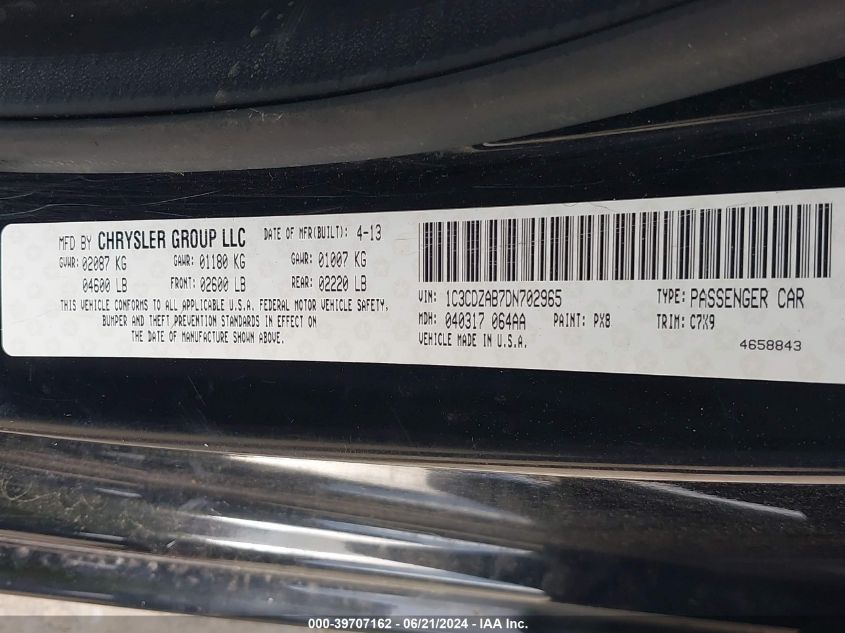 MFD BY CHRYSLER GROUP LLC DATE OF MFR(BUILT): 4-13
GVWR: 02087 KG GAWR: 01180 KG GAWR: 01007 KG
04600 LB FRONT: 02600 LB REAR: 02220 LB
THIS VEHICLE CONFORMS TO ALL APPLICABLE U.S.A. FEDERAL MOTOR VEHICLE SAFETY,
BUMPER AND THEFT PREVENTION STANDARDS IN EFFECT ON
THE DATE OF MANUFACTURE SHOWN ABOVE.
VIN: 1C3CDZAB7DN702965 TYPE: PASSENGER CAR
MDH: 040317 064AA PAINT: PX8 TRIM: C7X9
VEHICLE MADE IN U.S.A. 4658843
000-39707162 - 06/21/2024 - IAA Inc.